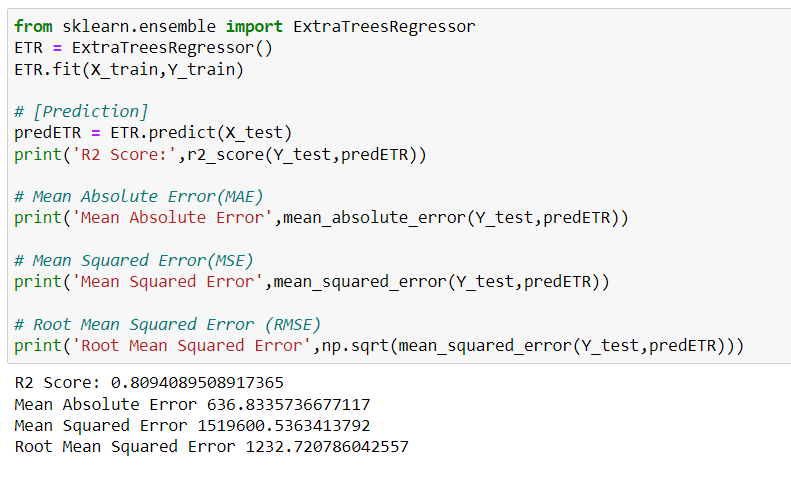 from sklearn.ensemble import ExtraTreesRegressor
ETR = ExtraTreesRegressor()
ETR.fit(X_train,Y_train)
# [Prediction]
predETR = ETR.predict(X_test)
print('R2 Score:',r2_score(Y_test,predETR))
# Mean Absolute Error(MAE)
print('Mean Absolute Error',mean_absolute_error(Y_test,predETR))
# Mean Squared Error(MSE)
print('Mean Squared Error',mean_squared_error(Y_test,predETR))
# Root Mean Squared Error (RMSE)
print('Root Mean Squared Error',np.sqrt(mean_squared_error(Y_test,predETR)))
R2 Score: 0.8094089508917365
Mean Absolute Error 636.8335736677117
Mean Squared Error 1519600.5363413792
Root Mean Squared Error 1232.720786042557